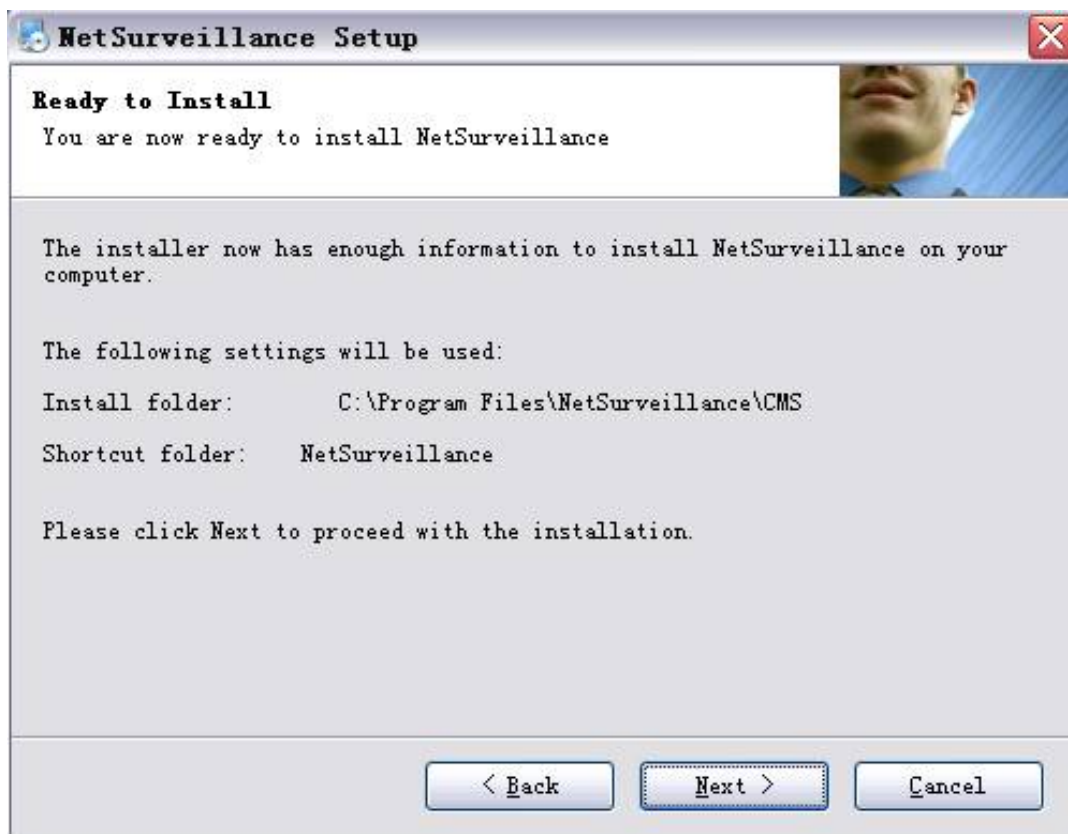 NetSurveillance Setup
Ready to Install
You are now ready to install NetSurveillance
The installer now has enough information to install NetSurveillance on your
computer.
The following settings will be used:
Install folder: C:\Program Files\NetSurveillance\CMS
Shortcut folder: NetSurveillance
Please click Next to proceed with the installation.
< Back Next > Cancel